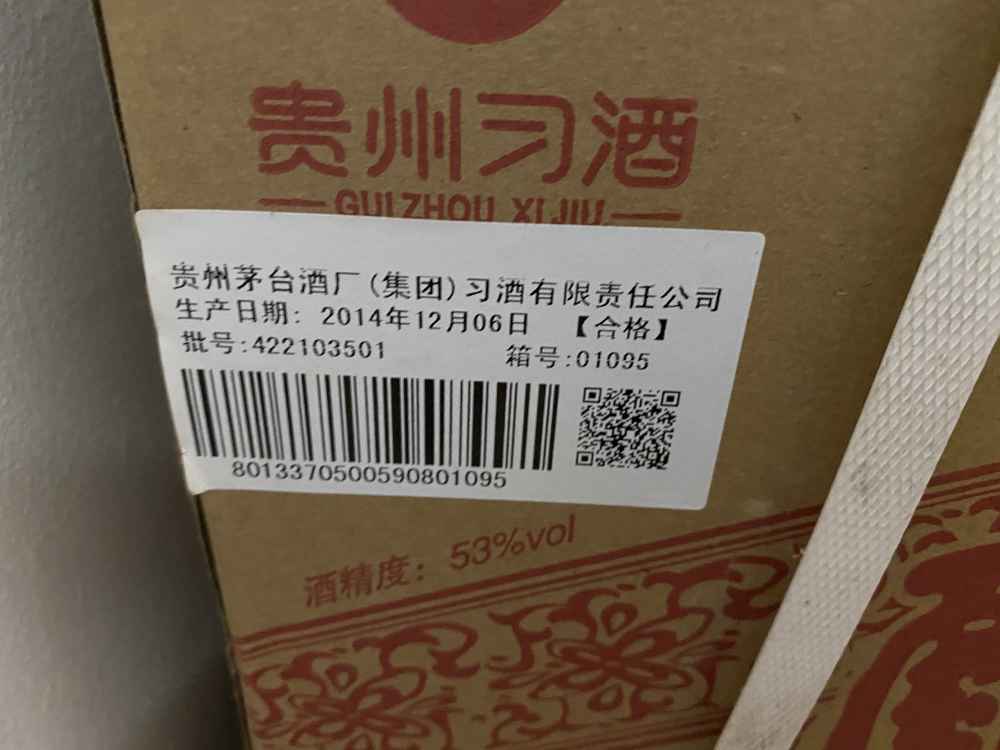 贵州习酒
GUIZHOU XIJIU
贵州茅台酒厂(集团)习酒有限责任公司
生产日期: 2014年12月06日 【合格】
批号:422103501 箱号:01095
8013370500590801095
酒精度: 53%vol